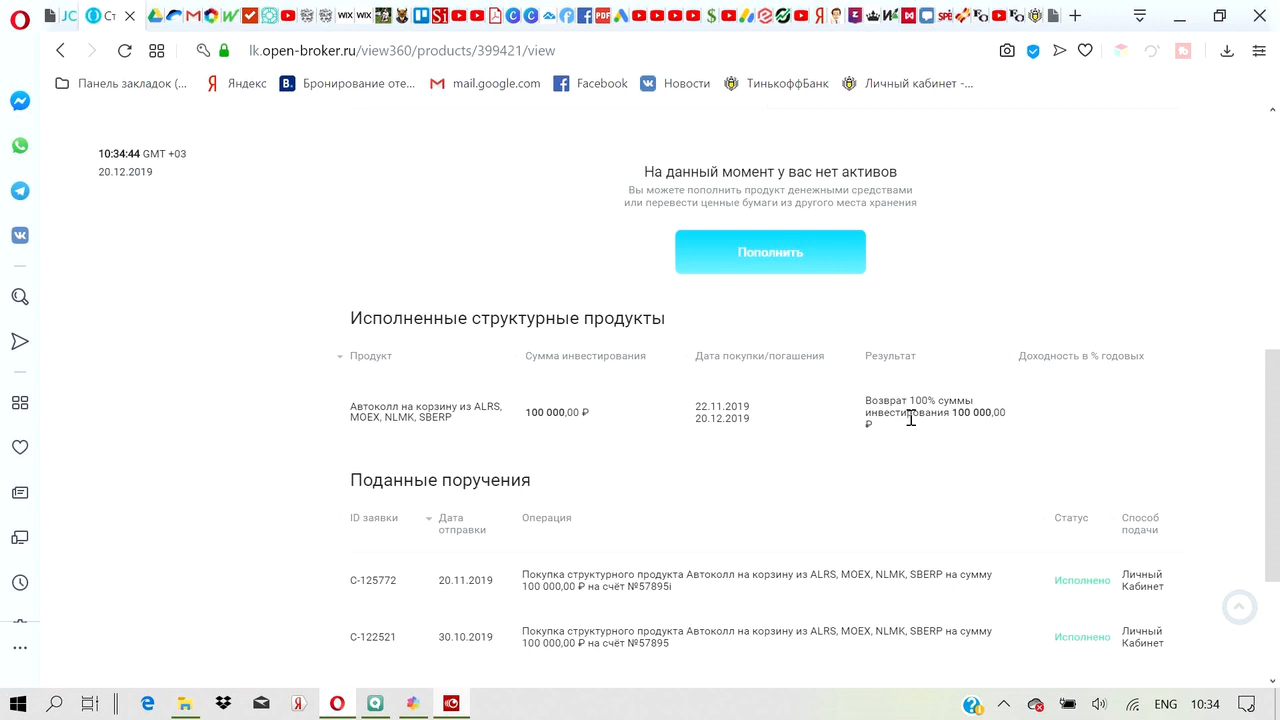 JC
Ст
WIX
WIX
Si
PDF
SPB
lk.open-broker.ru/view360/products/399421/view
Панель закладок (...
Яндекс
Бронирование оте...
mail.google.com
Facebook
Новости
ТинькоффБанк
Личный кабинет -...
10:34:44 GMT +03
20.12.2019
На данный момент у вас нет активов
Вы можете пополнить продукт денежными средствами
или перевести ценные бумаги из другого места хранения
Пополнить
Исполненные структурные продукты
Продукт
Сумма инвестирования
Дата покупки/погашения
Результат
Доходность в % годовых
Автоколл на корзину из ALRS,
MOEX, NLMK, SBERP
100 000,00 ₽
22.11.2019
20.12.2019
Возврат 100% суммы
инвестирования 100 000,00
₽
Поданные поручения
ID заявки
Дата
отправки
Операция
Статус
Способ
подачи
C-125772
20.11.2019
Покупка структурного продукта Автоколл на корзину из ALRS, MOEX, NLMK, SBERP на сумму
100 000,00 ₽ на счёт №57895i
Исполнено
Личный
Кабинет
C-122521
30.10.2019
Покупка структурного продукта Автоколл на корзину из ALRS, MOEX, NLMK, SBERP на сумму
100 000,00 ₽ на счёт №57895
Исполнено
Личный
Кабинет
ENG
10:34